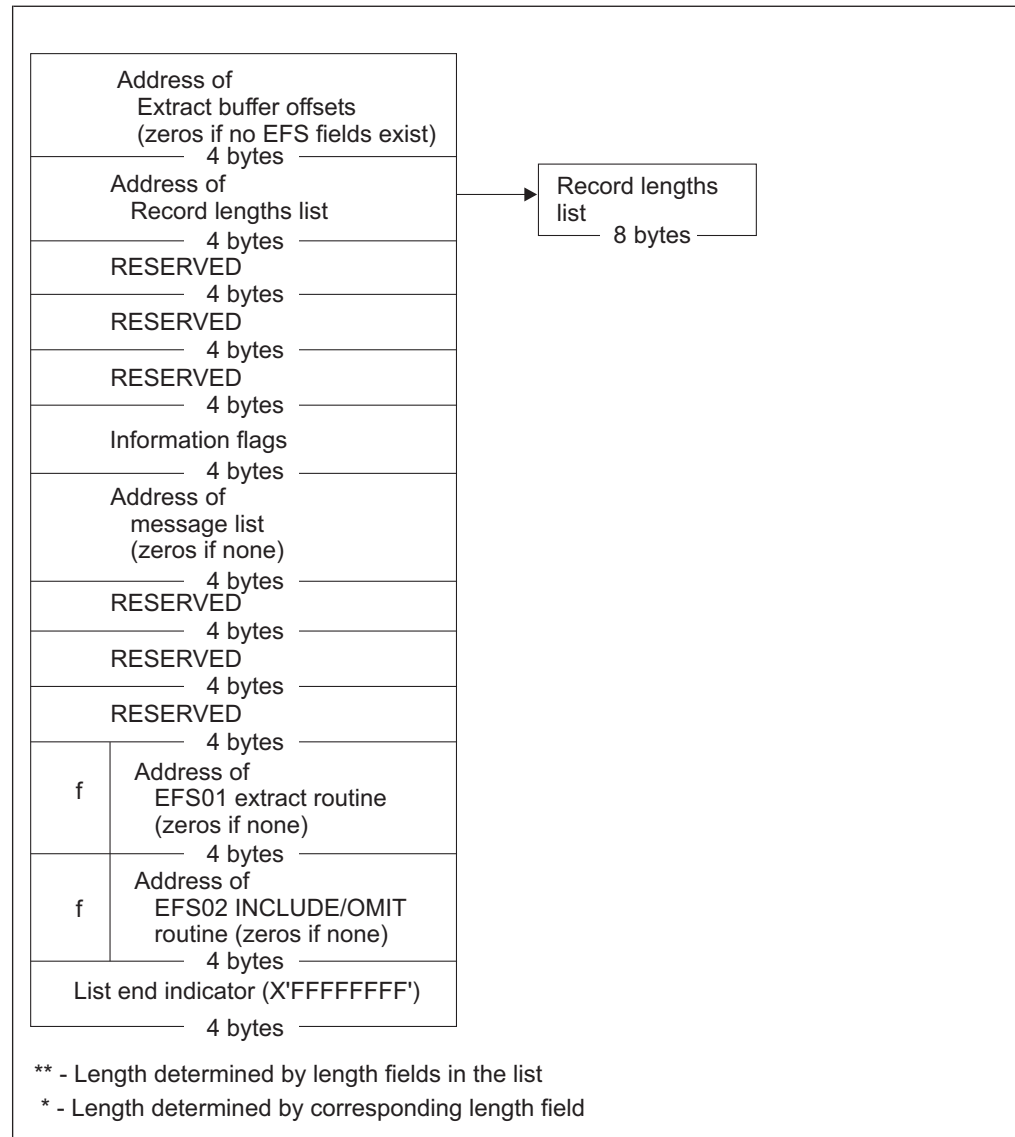 Address of
Extract buffer offsets
(zeros if no EFS fields exist)
4 bytes
Address of
Record lengths list
4 bytes
Record lengths
list
8 bytes
RESERVED
4 bytes
RESERVED
4 bytes
RESERVED
4 bytes
Information flags
4 bytes
Address of
message list
(zeros if none)
4 bytes
RESERVED
4 bytes
RESERVED
4 bytes
RESERVED
4 bytes
f
Address of
EFS01 extract routine
(zeros if none)
4 bytes
f
Address of
EFS02 INCLUDE/OMIT
routine (zeros if none)
4 bytes
List end indicator (X'FFFFFFFF')
4 bytes
** - Length determined by length fields in the list
* - Length determined by corresponding length field